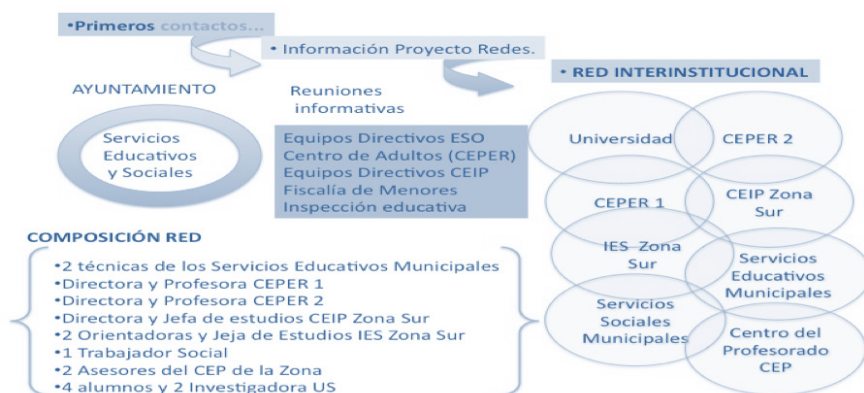 •Primeros contactos...
• Información Proyecto Redes.
• RED INTERINSTITUCIONAL
AYUNTAMIENTO
Servicios
Educativos
y Sociales
Reuniones
informativas
Equipos Directivos ESO
Centro de Adultos (CEPER)
Equipos Directivos CEIP
Fiscalía de Menores
Inspección educativa
Universidad
CEPER 2
CEPER 1
CEIP Zona
Sur
IES Zona
Sur
Servicios
Educativos
Municipales
Servicios
Sociales
Municipales
Centro del
Profesorado
CEP
COMPOSICIÓN RED
•2 técnicas de los Servicios Educativos Municipales
•Directora y Profesora CEPER 1
•Directora y Profesora CEPER 2
•Directora y Jefa de estudios CEIP Zona Sur
•2 Orientadoras y Jeja de Estudios IES Zona Sur
•1 Trabajador Social
•2 Asesores del CEP de la Zona
•4 alumnos y 2 Investigadora US